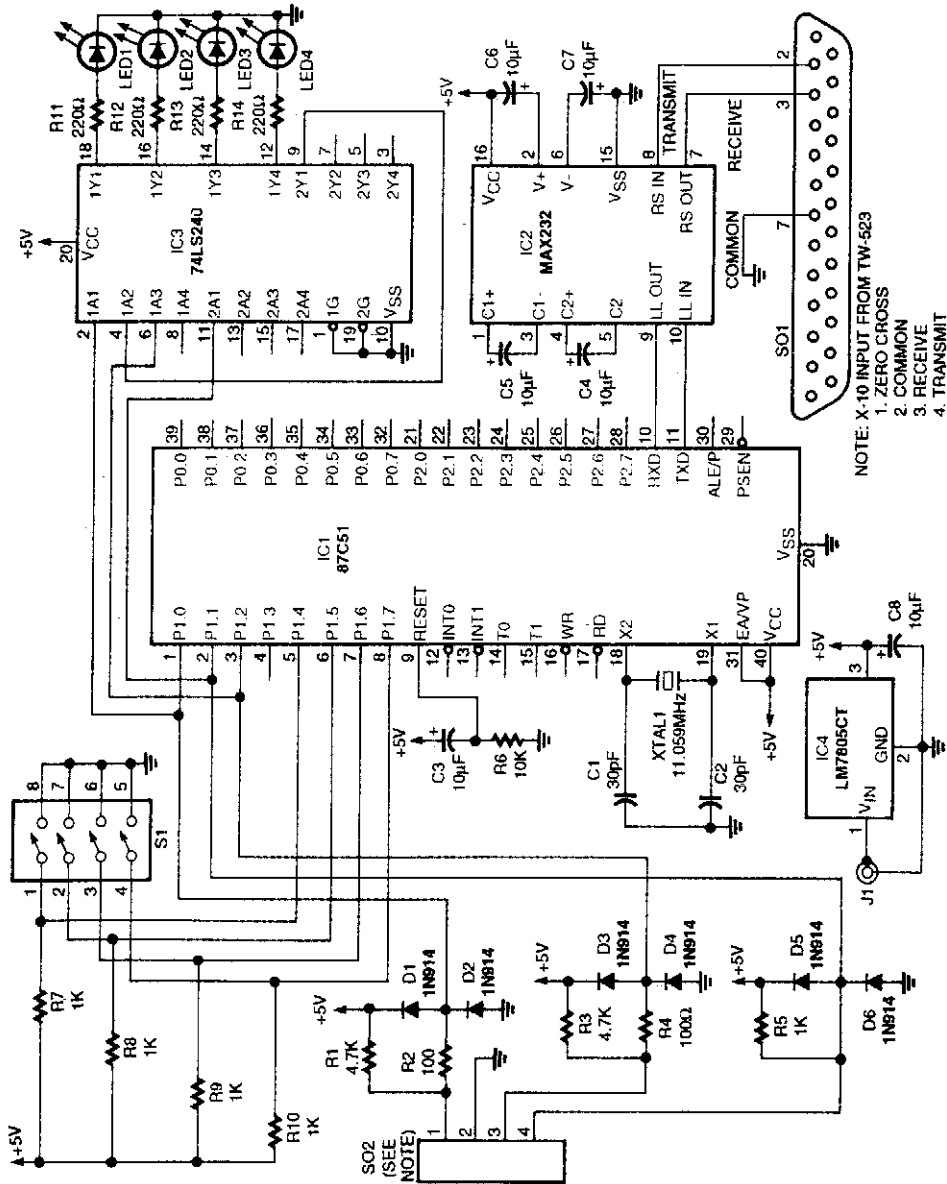 +5V
R7
1K
R8
1K
R9
1K
R10
1K
S1
1
2
3
4
8
7
6
5
SO2
(SEE
NOTE)
1
2
3
4
+5V
R1
4.7K
R2
100
D1
1N914
D2
1N914
+5V
R3
4.7K
R4
100Ω
D3
1N914
D4
1N914
+5V
R5
1K
D5
1N914
D6
1N914
+5V
C3
10µF
R6
10K
C1
30pF
XTAL1
11.059MHz
C2
30pF
+5V
IC1
87C51
1 P1.0
2 P1.1
3 P1.2
4 P1.3
5 P1.4
6 P1.5
7 P1.6
8 P1.7
9 RESET
12 INT0
13 INT1
14 T0
15 T1
16 WR
17 RD
18 X2
19 X1
31 EA/VP
40 VCC
VSS
20
P0.0 39
P0.1 38
P0.2 37
P0.3 36
P0.4 35
P0.5 34
P0.6 33
P0.7 32
P2.0 21
P2.1 22
P2.2 23
P2.3 24
P2.4 25
P2.5 26
P2.6 27
P2.7 28
RXD 10
TXD 11
ALE/P 30
PSEN 29
J1
IC4
LM7805CT
1 VIN
GND
2
3
+5V
C8
10µF
+5V
20
VCC
IC3
74LS240
2 1A1
4 1A2
6 1A3
8 1A4
11 2A1
13 2A2
15 2A3
17 2A4
1 1G
19 2G
10 VSS
1Y1 18
1Y2 16
1Y3 14
1Y4 12
2Y1 9
2Y2 7
2Y3 5
2Y4 3
R11
220Ω
R12
220Ω
R13
220Ω
R14
220Ω
LED1
LED2
LED3
LED4
IC2
MAX232
1 C1+
3 C1-
4 C2+
5 C2
9 LL OUT
10 LL IN
VCC 16
V+ 2
V- 6
VSS 15
RS IN 8
RS OUT 7
C5
10µF
C4
10µF
+5V
C6
10µF
C7
10µF
TRANSMIT
RECEIVE
COMMON
SO1
2
3
7
NOTE: X-10 INPUT FROM TW-523
1. ZERO CROSS
2. COMMON
3. RECEIVE
4. TRANSMIT